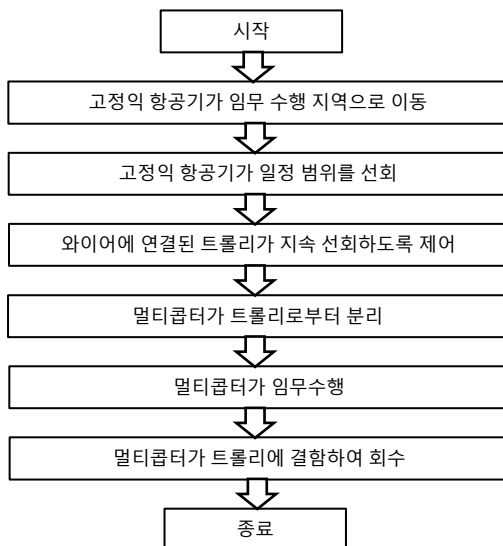 시작
고정익 항공기가 임무 수행 지역으로 이동
고정익 항공기가 일정 범위를 선회
와이어에 연결된 트롤리가 지속 선회하도록 제어
멀티콥터가 트롤리로부터 분리
멀티콥터가 임무수행
멀티콥터가 트롤리에 결함하여 회수
종료